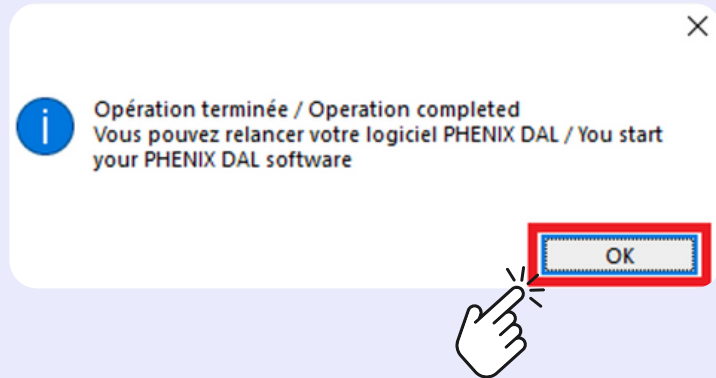 Opération terminée / Operation completed
Vous pouvez relancer votre logiciel PHENIX DAL / You start
your PHENIX DAL software
OK